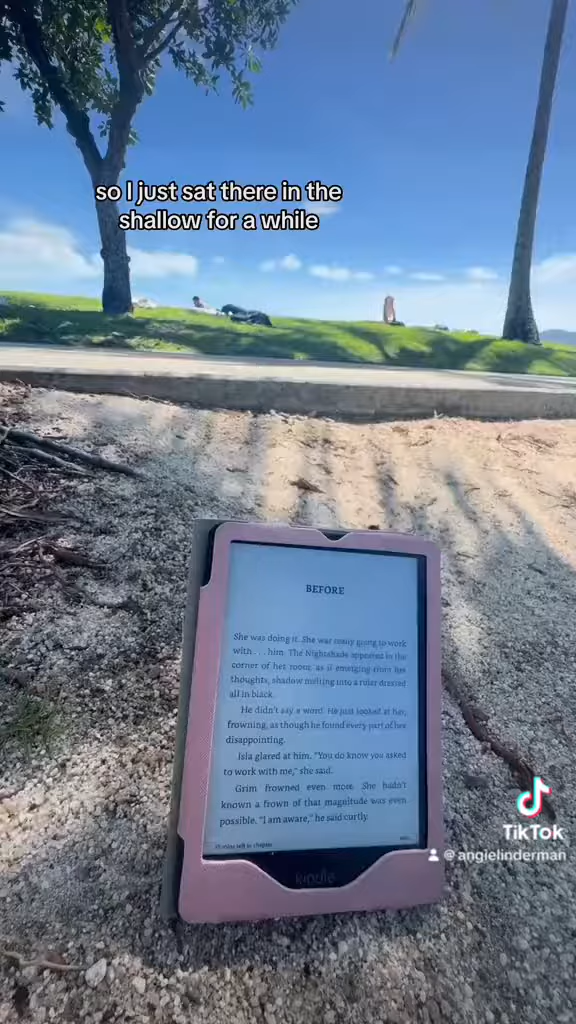 so I just sat there in the
shallow for a while
BEFORE
She was doing it. She was really going to work
with . . . him. The Nightshade appeared in the
corner of her room, as if emerging from her
thoughts, shadow melting into a ruler dressed
all in black.
He didn't say a word. He just looked at her,
frowning, as though he found every part of her
disappointing.
Isla glared at him. "You do know you asked
to work with me," she said.
Grim frowned even more. She hadn't
known a frown of that magnitude was even
possible. "I am aware," he said curtly.
mins left in chapter
kindle
TikTok
@angielinderman